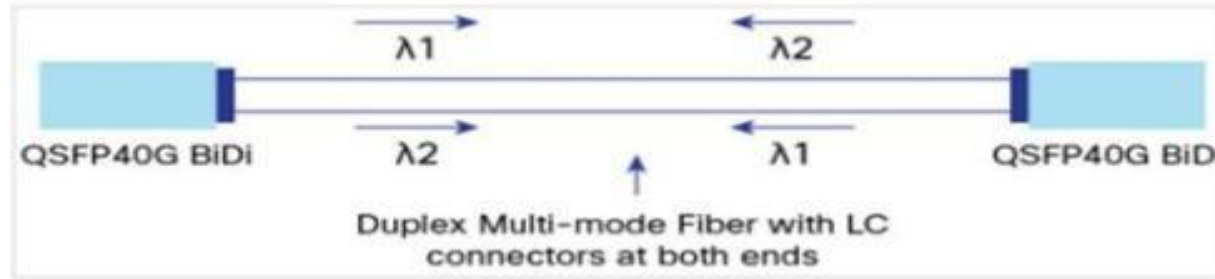 λ1 λ2
QSFP40G BiDi λ2 λ1 QSFP40G BiD
Duplex Multi-mode Fiber with LC
connectors at both ends